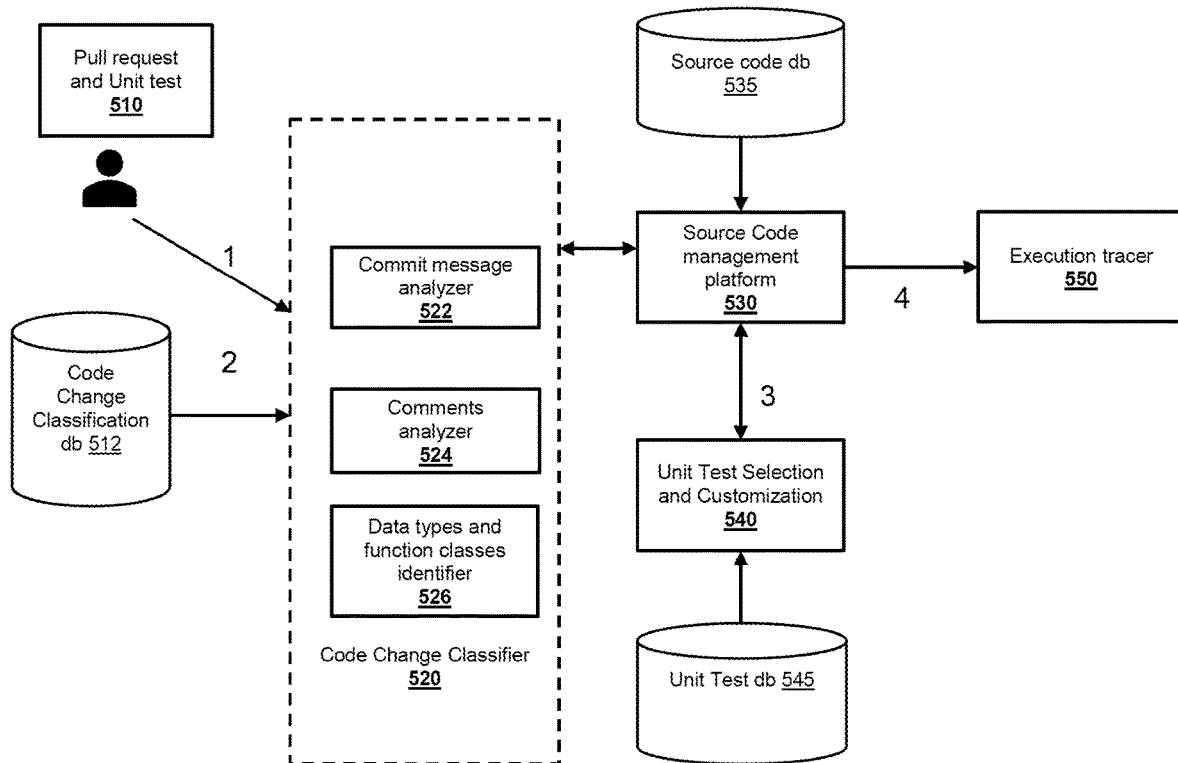 Pull request
and Unit test
510
1
Code
Change
Classification
db 512
2
Commit message
analyzer
522
Comments
analyzer
524
Data types and
function classes
identifier
526
Code Change Classifier
520
Source code db
535
Source Code
management
platform
530
4
Execution tracer
550
3
Unit Test Selection
and Customization
540
Unit Test db 545